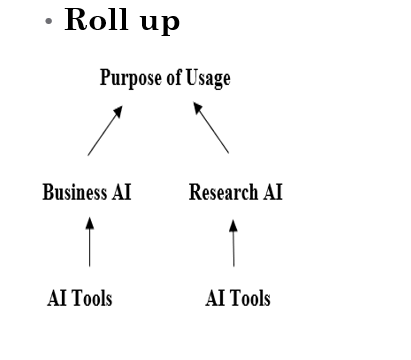 • Roll up
Purpose of Usage
Business AI Research AI
AI Tools AI Tools